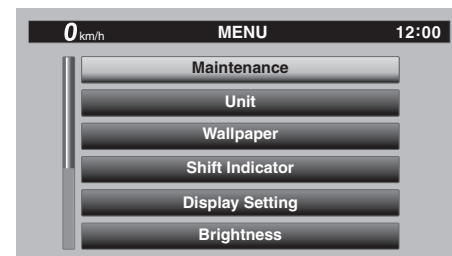 0 km/h MENU 12:00
Maintenance
Unit
Wallpaper
Shift Indicator
Display Setting
Brightness